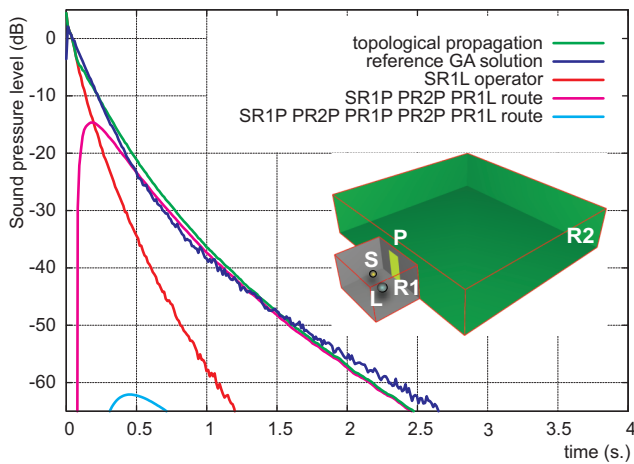 Sound pressure level (dB)
0
-10
-20
-30
-40
-50
-60
topological propagation
reference GA solution
SR1L operator
SR1P PR2P PR1L route
SR1P PR2P PR1P PR2P PR1L route
P
R2
S
R1
L
0 0.5 1 1.5 2 2.5 3 3.5 4
time (s.)